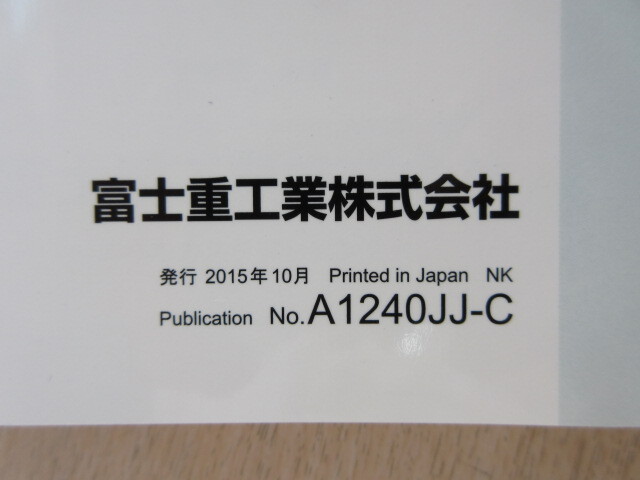 富士重工業株式会社
発行 2015年10月 Printed in Japan NK
Publication No.A1240JJ-C